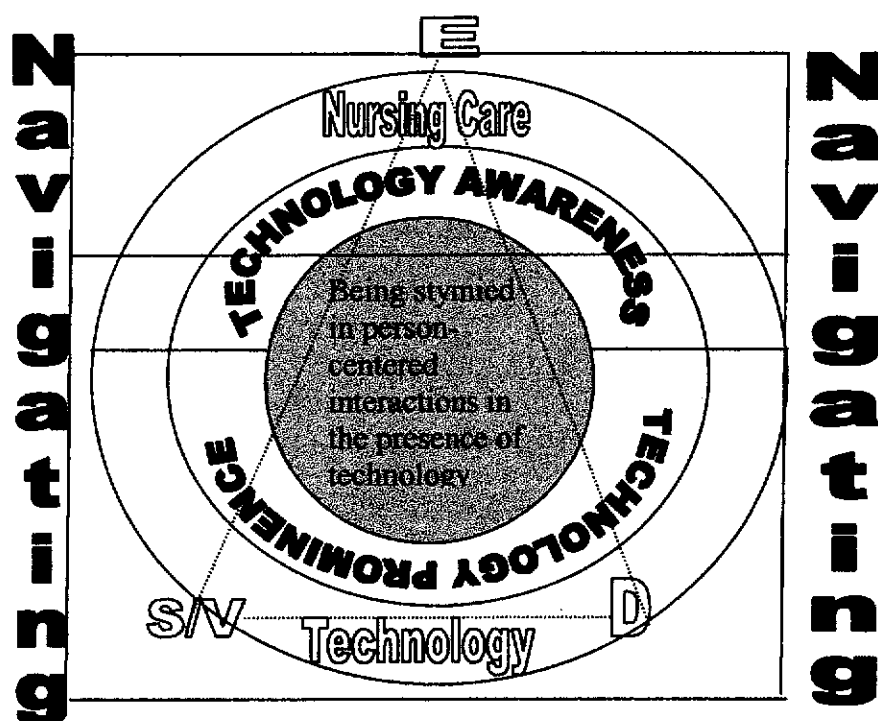 E
Navigating
Nursing Care
TECHNOLOGY AWARENESS
Being stymied
in person-
centered
interactions in
the presence of
technology
TECHNOLOGY PROMINENCE
S/V
D
Technology
Navigating